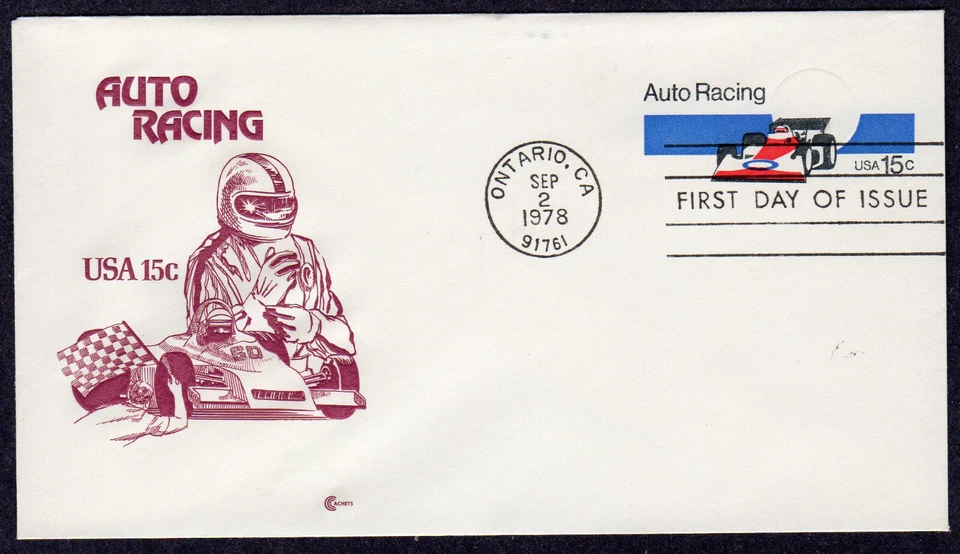 AUTO
RACING
USA 15c
Auto Racing
USA 15c
FIRST DAY OF ISSUE
ONTARIO, CA
SEP
2
1978
91761
60
CACHETS